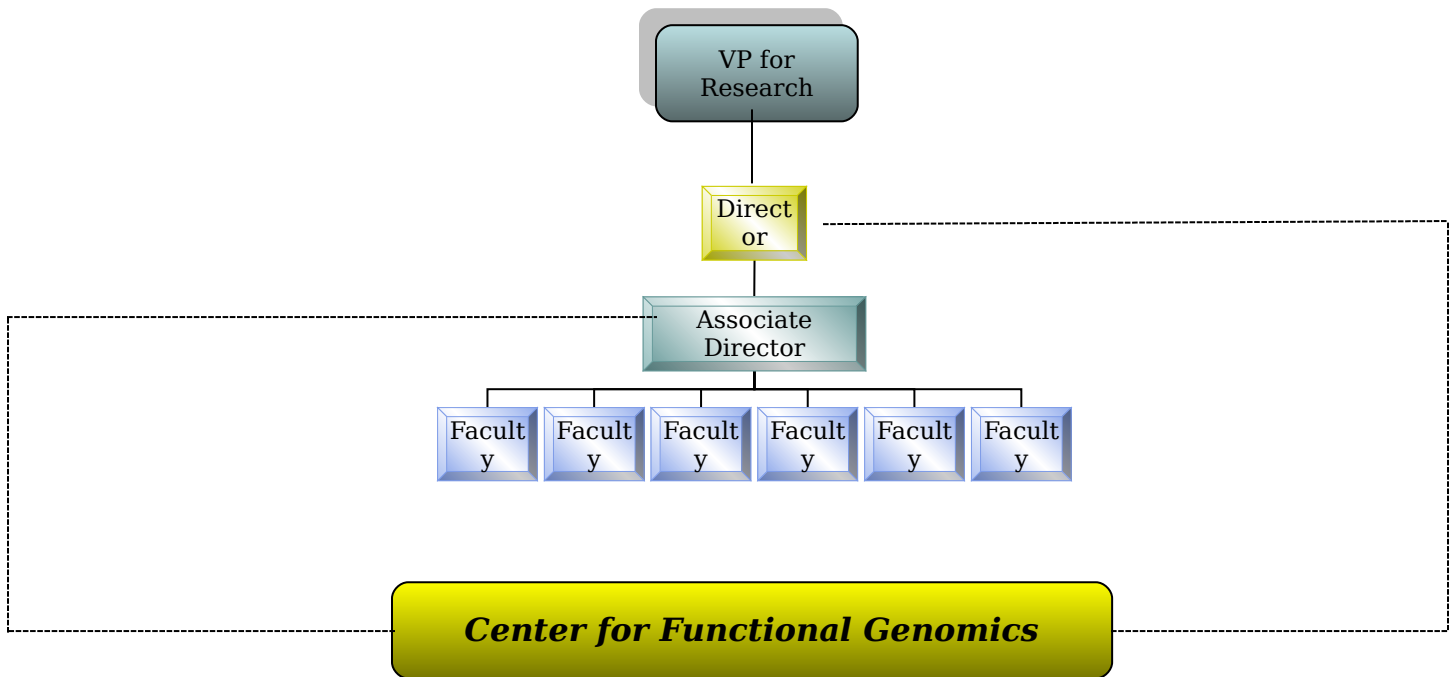 VP for
Research
Direct
or
Associate
Director
Facult
y
Facult
y
Facult
y
Facult
y
Facult
y
Facult
y
Center for Functional Genomics